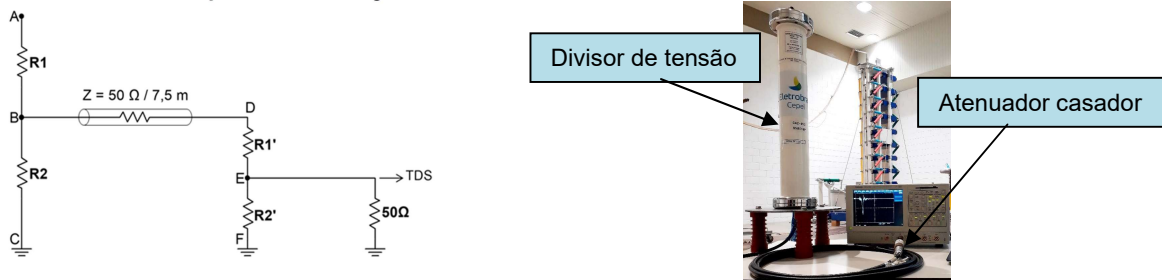 A
R1
Z = 50 Ω / 7,5 m
B
D
R1'
R2
E
TDS
R2'
50Ω
C
F
Divisor de tensão
Eletrobras
Cepel
Atenuador casador